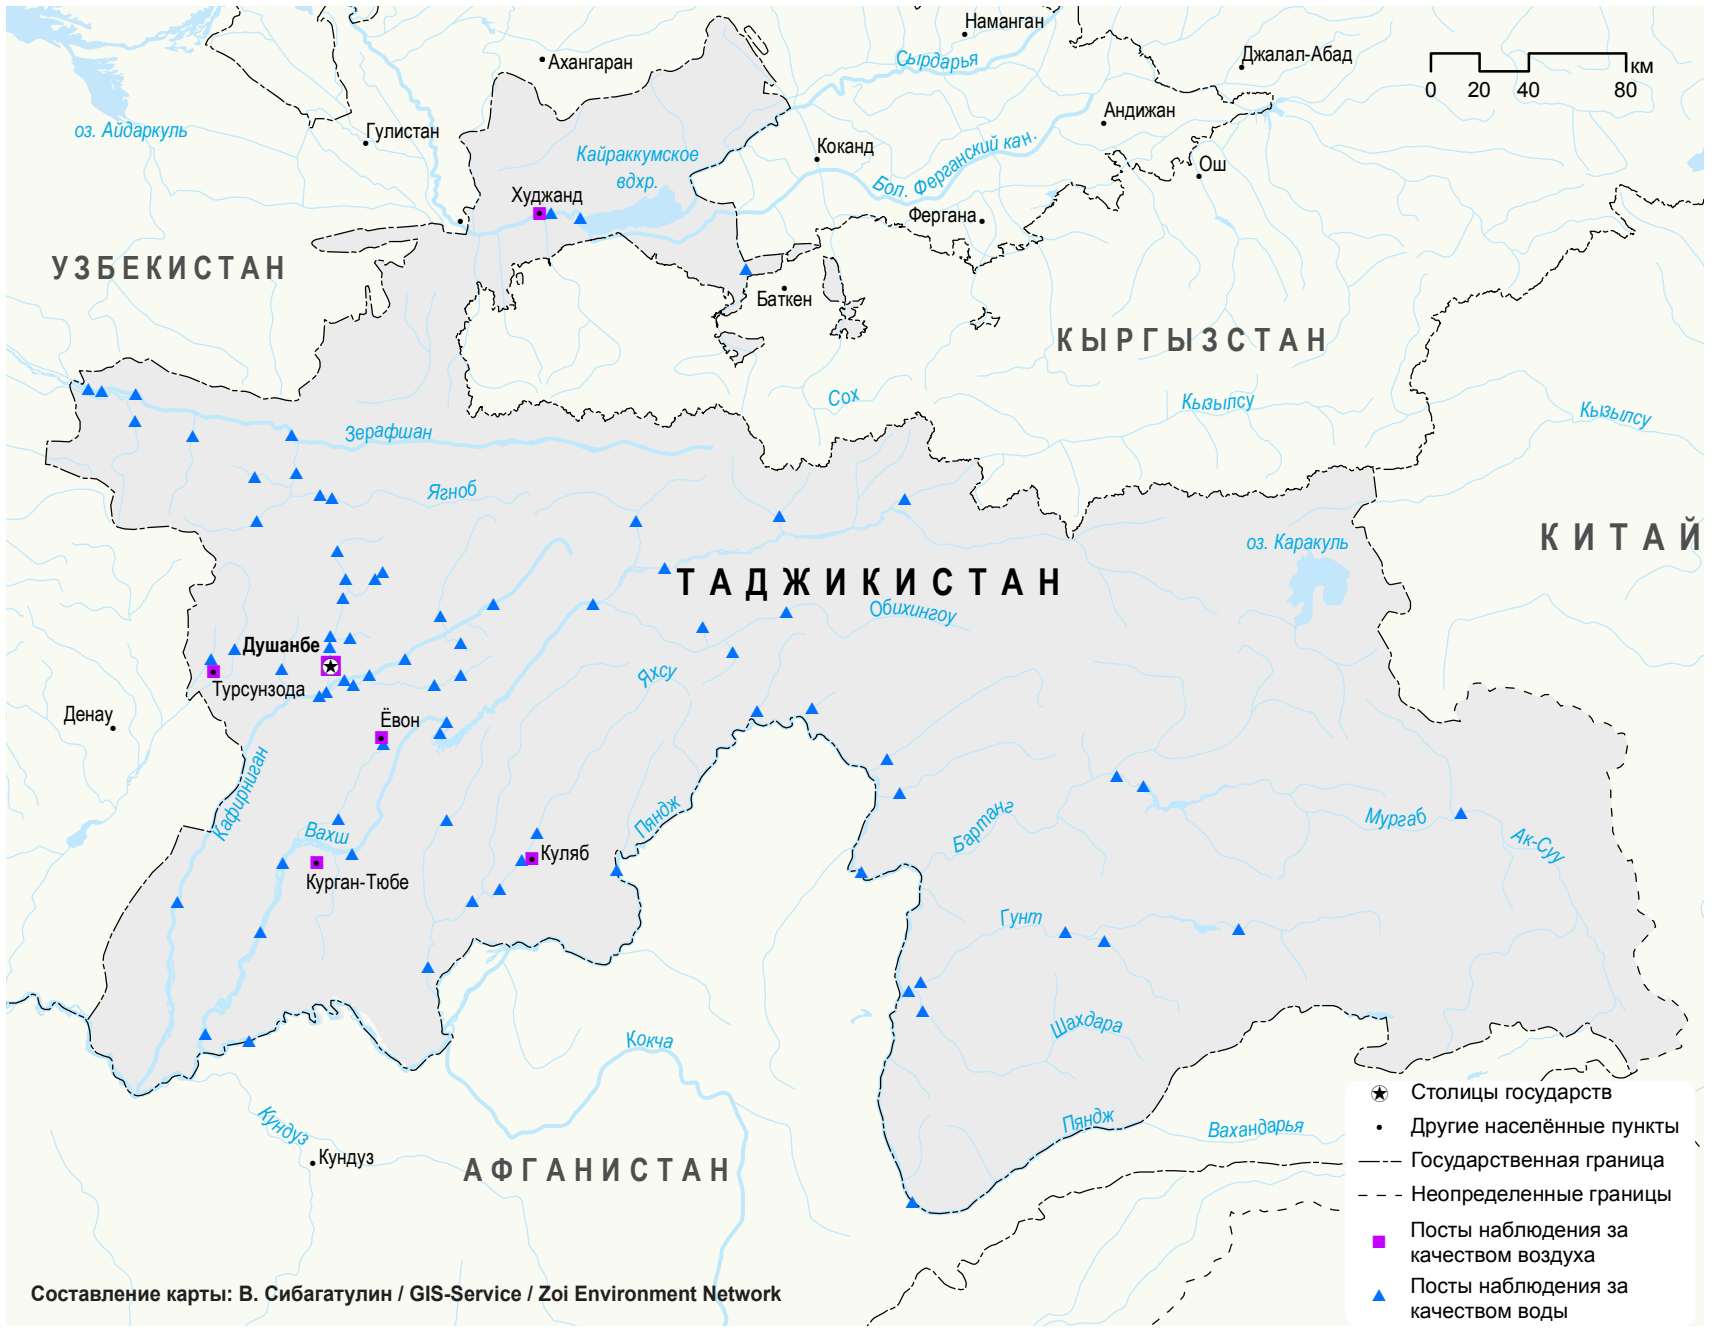 Наманган
Ахангаран
Сырдарья
Джалал-Абад
км
0 20 40 80
оз. Айдаркуль
Гулистан
Андижан
Кайраккумское
вдхр.
Коканд
Бол. Ферганский кан.
Ош
Худжанд
Фергана
УЗБЕКИСТАН
Баткен
КЫРГЫЗСТАН
Сох
Кызылсу
Кызылсу
Зерафшан
Ягноб
КИТАЙ
оз. Каракуль
ТАДЖИКИСТАН
Обихингоу
Душанбе
Яхсу
Турсунзода
Денау
Ёвон
Кафирниган
Пяндж
Бартанг
Мургаб
Вахш
Ак-Суу
Куляб
Курган-Тюбе
Гунт
Шахдара
Кокча
Пяндж
Вахандарья
Кундуз
Кундуз
АФГАНИСТАН
Столицы государств
Другие населённые пункты
Государственная граница
Неопределенные границы
Посты наблюдения за
качеством воздуха
Посты наблюдения за
качеством воды
Составление карты: В. Сибагатулин / GIS-Service / Zoi Environment Network